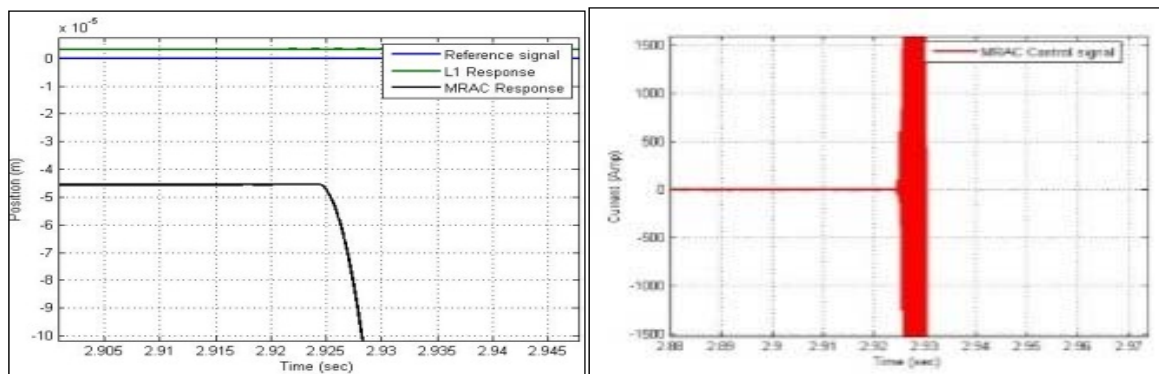 x 10⁻⁵
0
-1
-2
-3
-4
-5
-6
-7
-8
-9
-10
Position (m)
Reference signal
L1 Response
MRAC Response
2.905 2.91 2.915 2.92 2.925 2.93 2.935 2.94 2.945
Time (sec)
1500
1000
500
0
-500
-1000
-1500
Current (Amp)
MRAC Control signal
2.88 2.89 2.9 2.91 2.92 2.93 2.94 2.95 2.96 2.97
Time (sec)